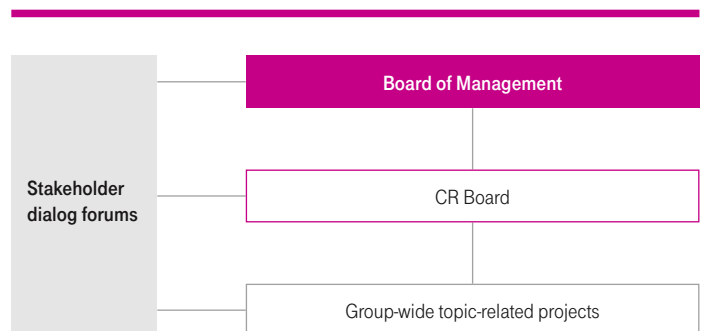 Board of Management
Stakeholder
dialog forums
CR Board
Group-wide topic-related projects